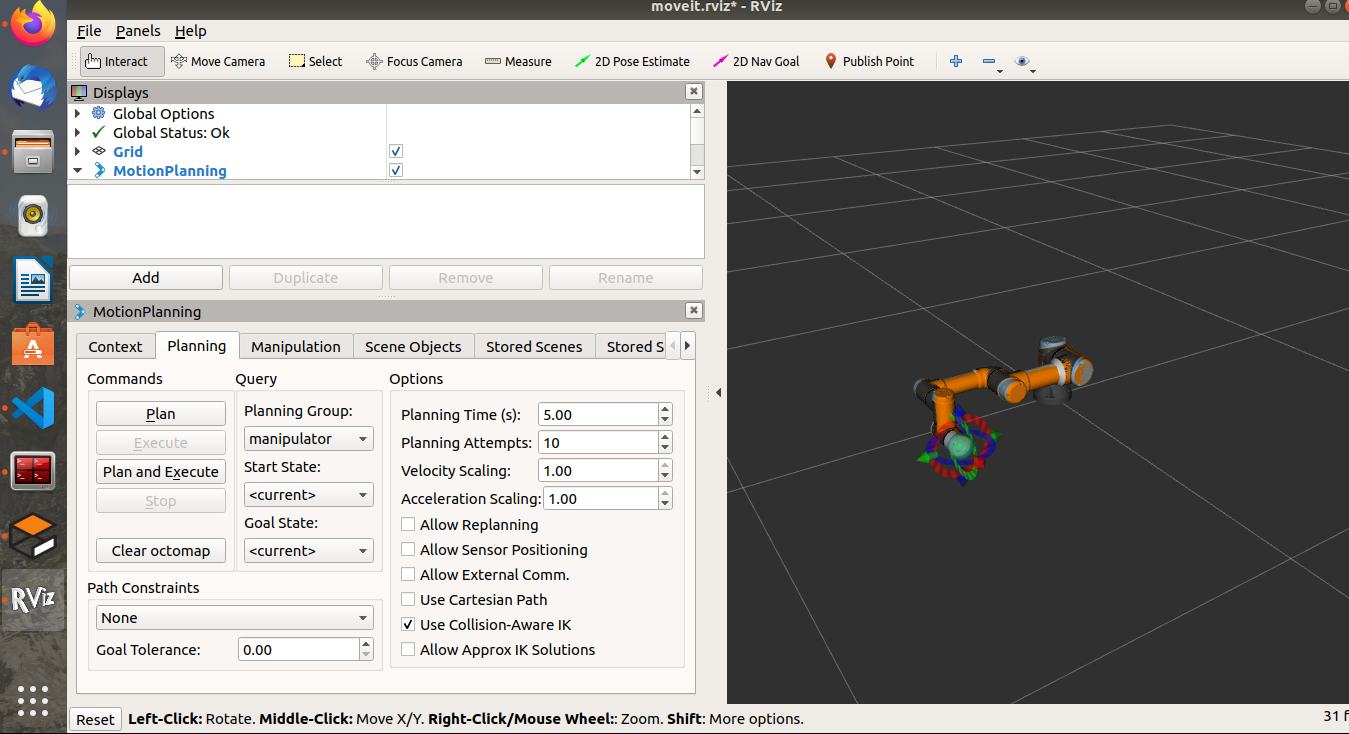 moveit.rviz* - RViz
File Panels Help
Interact Move Camera Select Focus Camera Measure 2D Pose Estimate 2D Nav Goal Publish Point
Displays
Global Options
Global Status: Ok
Grid
MotionPlanning
Add Duplicate Remove Rename
MotionPlanning
Context Planning Manipulation Scene Objects Stored Scenes Stored S
Commands Query Options
Plan
Execute
Plan and Execute
Stop
Clear octomap
Planning Group:
manipulator
Start State:
<current>
Goal State:
<current>
Planning Time (s): 5.00
Planning Attempts: 10
Velocity Scaling: 1.00
Acceleration Scaling: 1.00
Allow Replanning
Allow Sensor Positioning
Allow External Comm.
Use Cartesian Path
Use Collision-Aware IK
Allow Approx IK Solutions
Path Constraints
None
Goal Tolerance: 0.00
RViz
Reset Left-Click: Rotate. Middle-Click: Move X/Y. Right-Click/Mouse Wheel:: Zoom. Shift: More options. 31 f